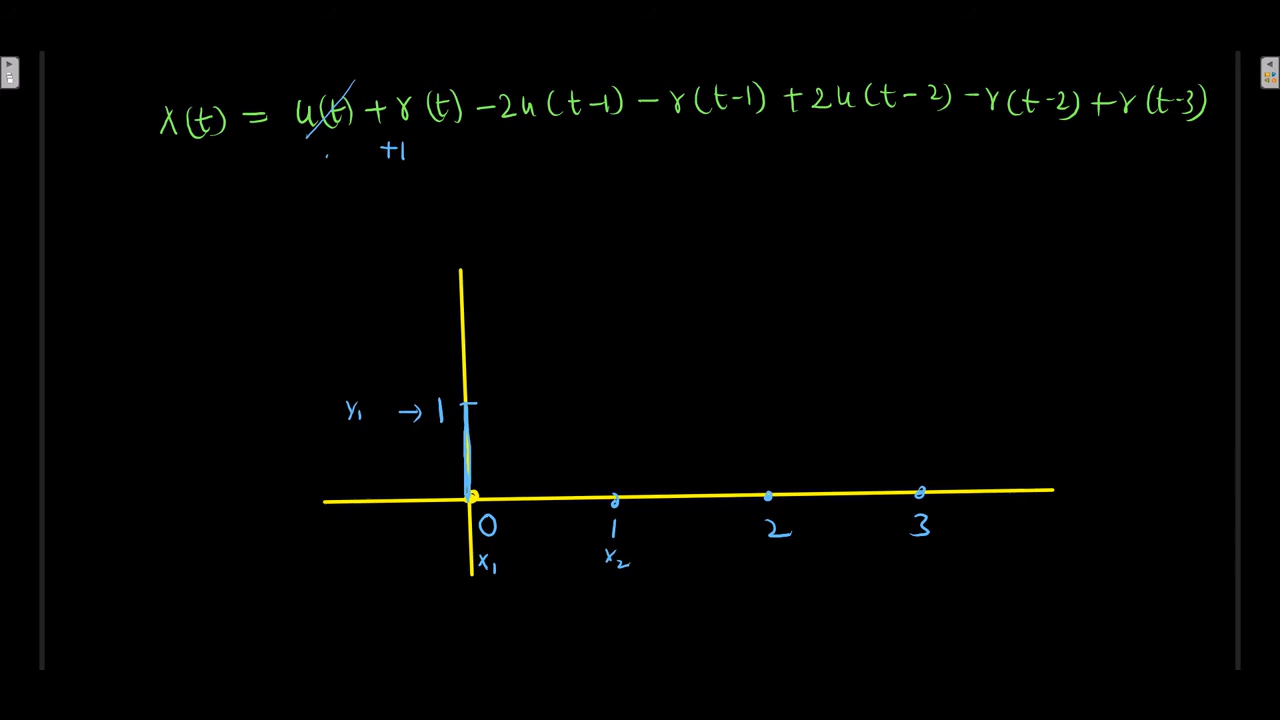 x(t) = u(t) + r(t) - 2u(t-1) - r(t-1) + 2u(t-2) - r(t-2) + r(t-3)
+1
y₁ → 1
0 1 2 3
x₁ x₂